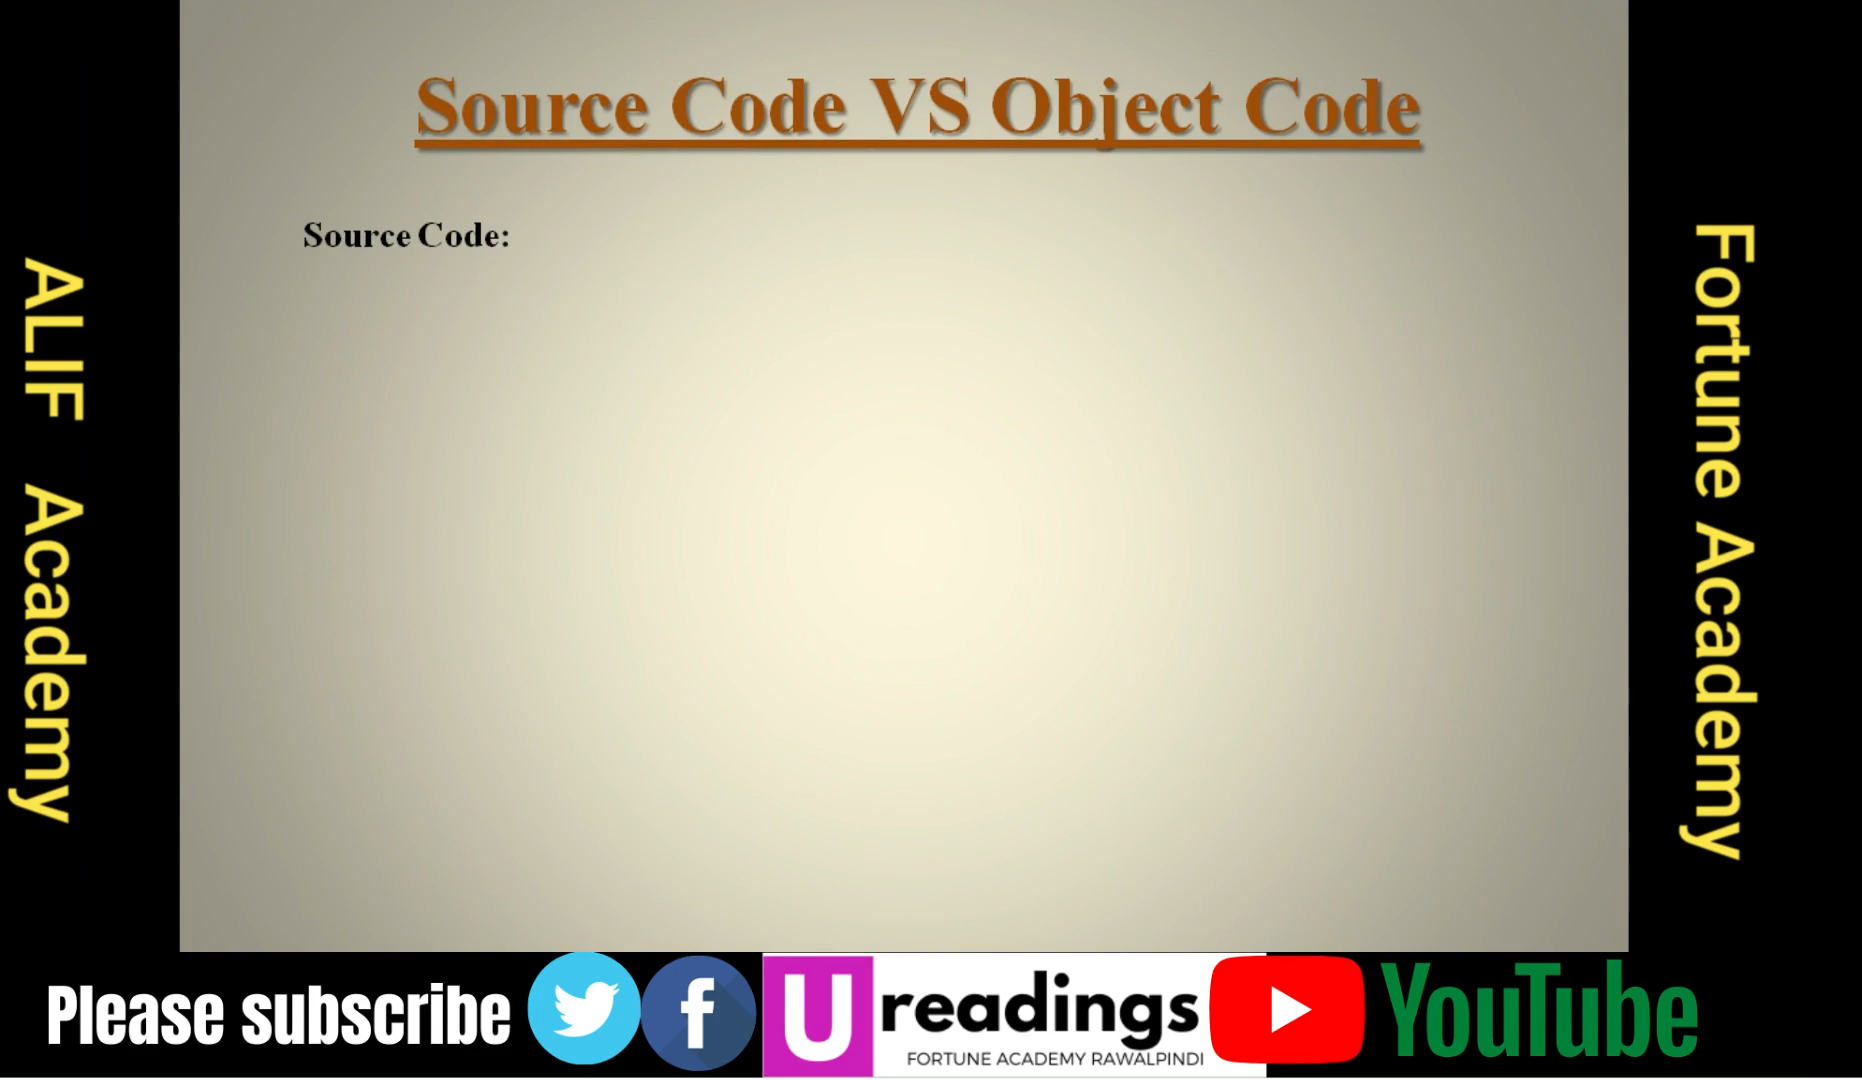 Source Code VS Object Code
Source Code:
ALIF Academy
Fortune Academy
Please subscribe
f
U readings
FORTUNE ACADEMY RAWALPINDI
YouTube